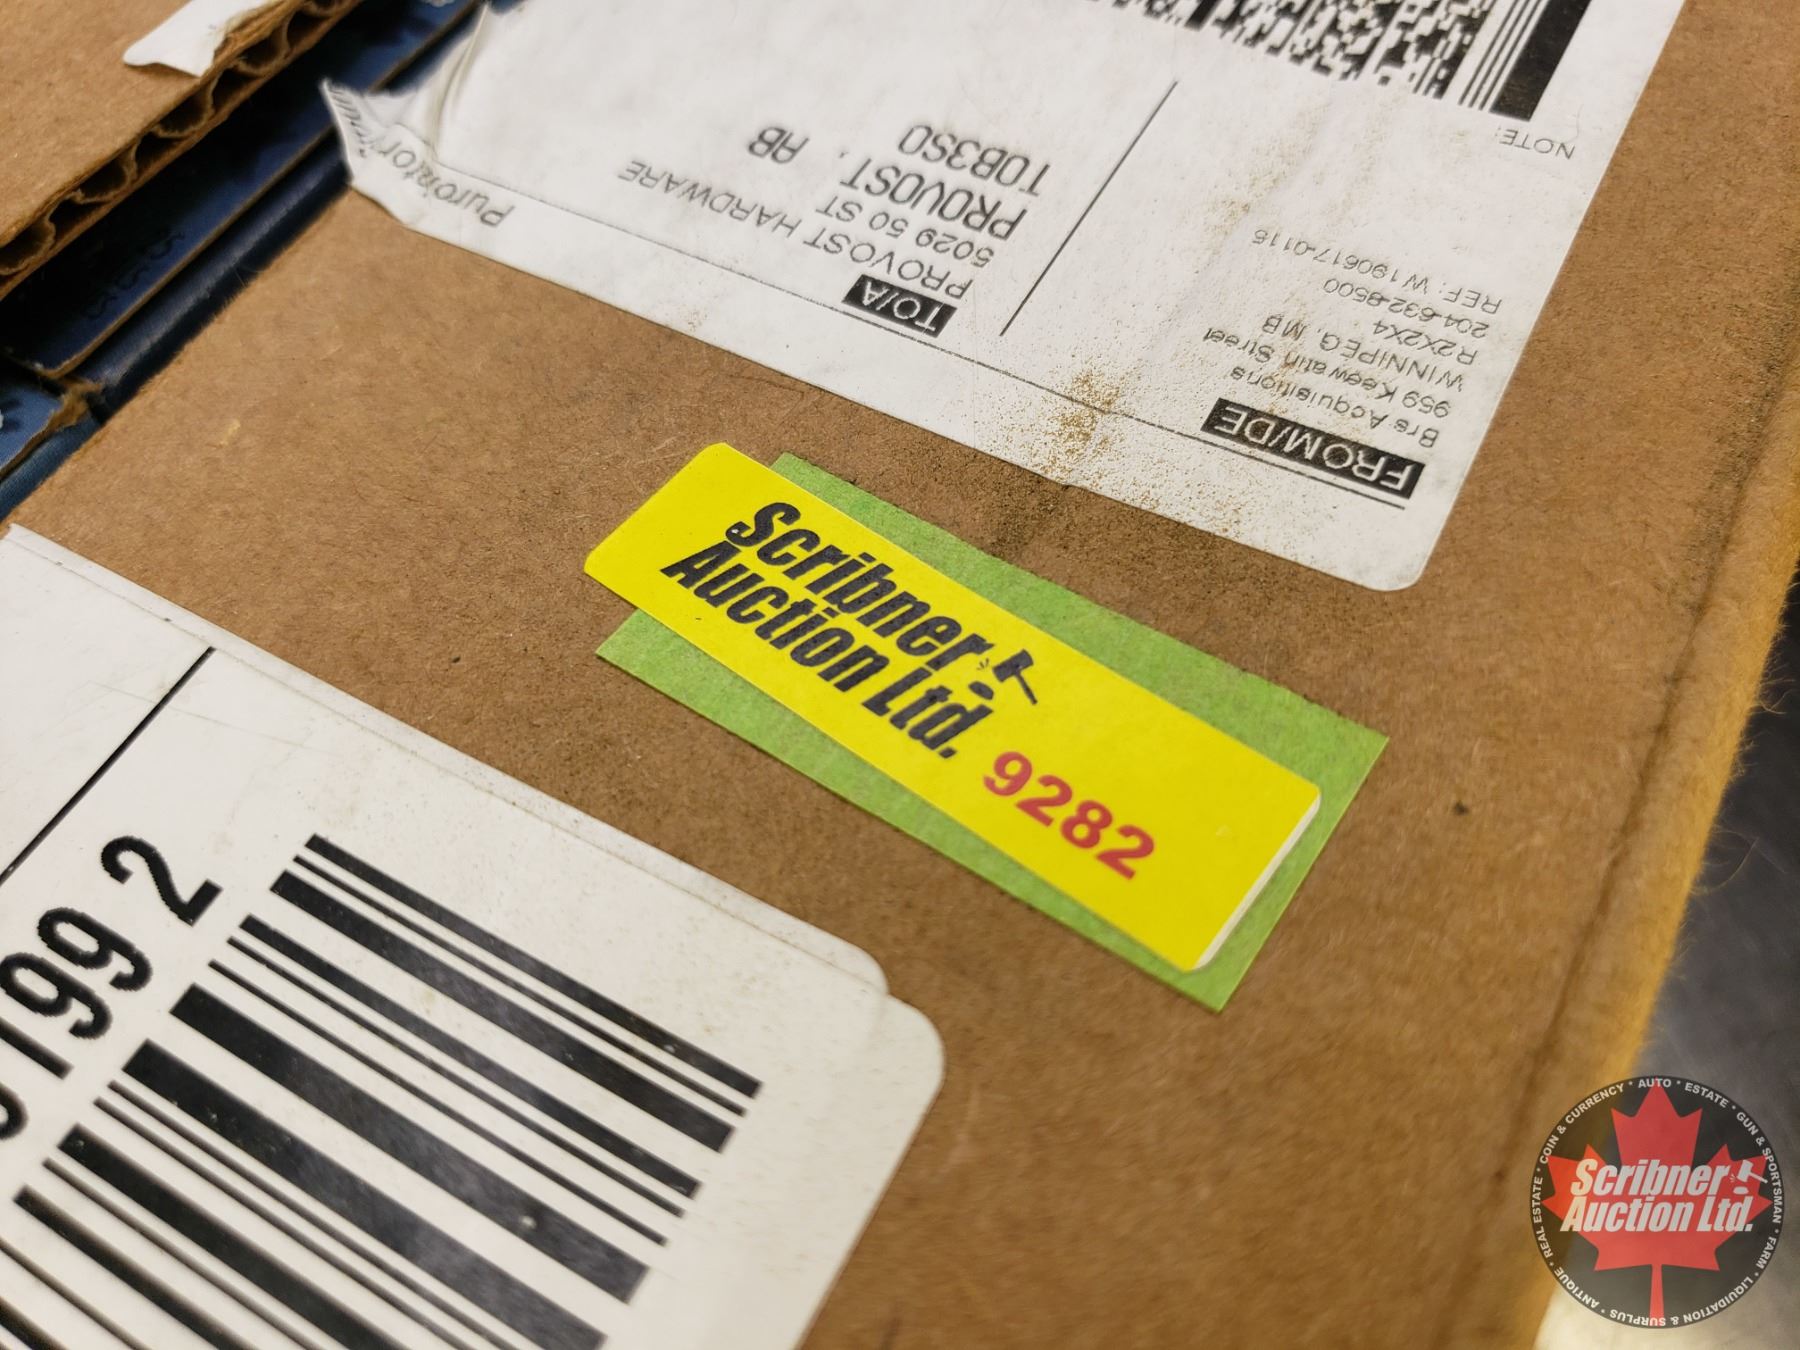 Scribner
Auction Ltd.
9282
FROM/DE
Bre Acquisitions
959 Keewatin Street
WINNIPEG, MB
R2X2X4
204-632-8500
REF: W190617-0115
NOTE:
TO/A
PROVOST HARDWARE
5029 50 ST
PROVOST, AB
T0B3S0
Purolator
199 2
COIN & CURRENCY * AUTO * ESTATE * GUN & SPORTSMAN * FARM * LIQUIDATION & SURPLUS * ANTIQUE * REAL ESTATE *
Scribner
Auction Ltd.